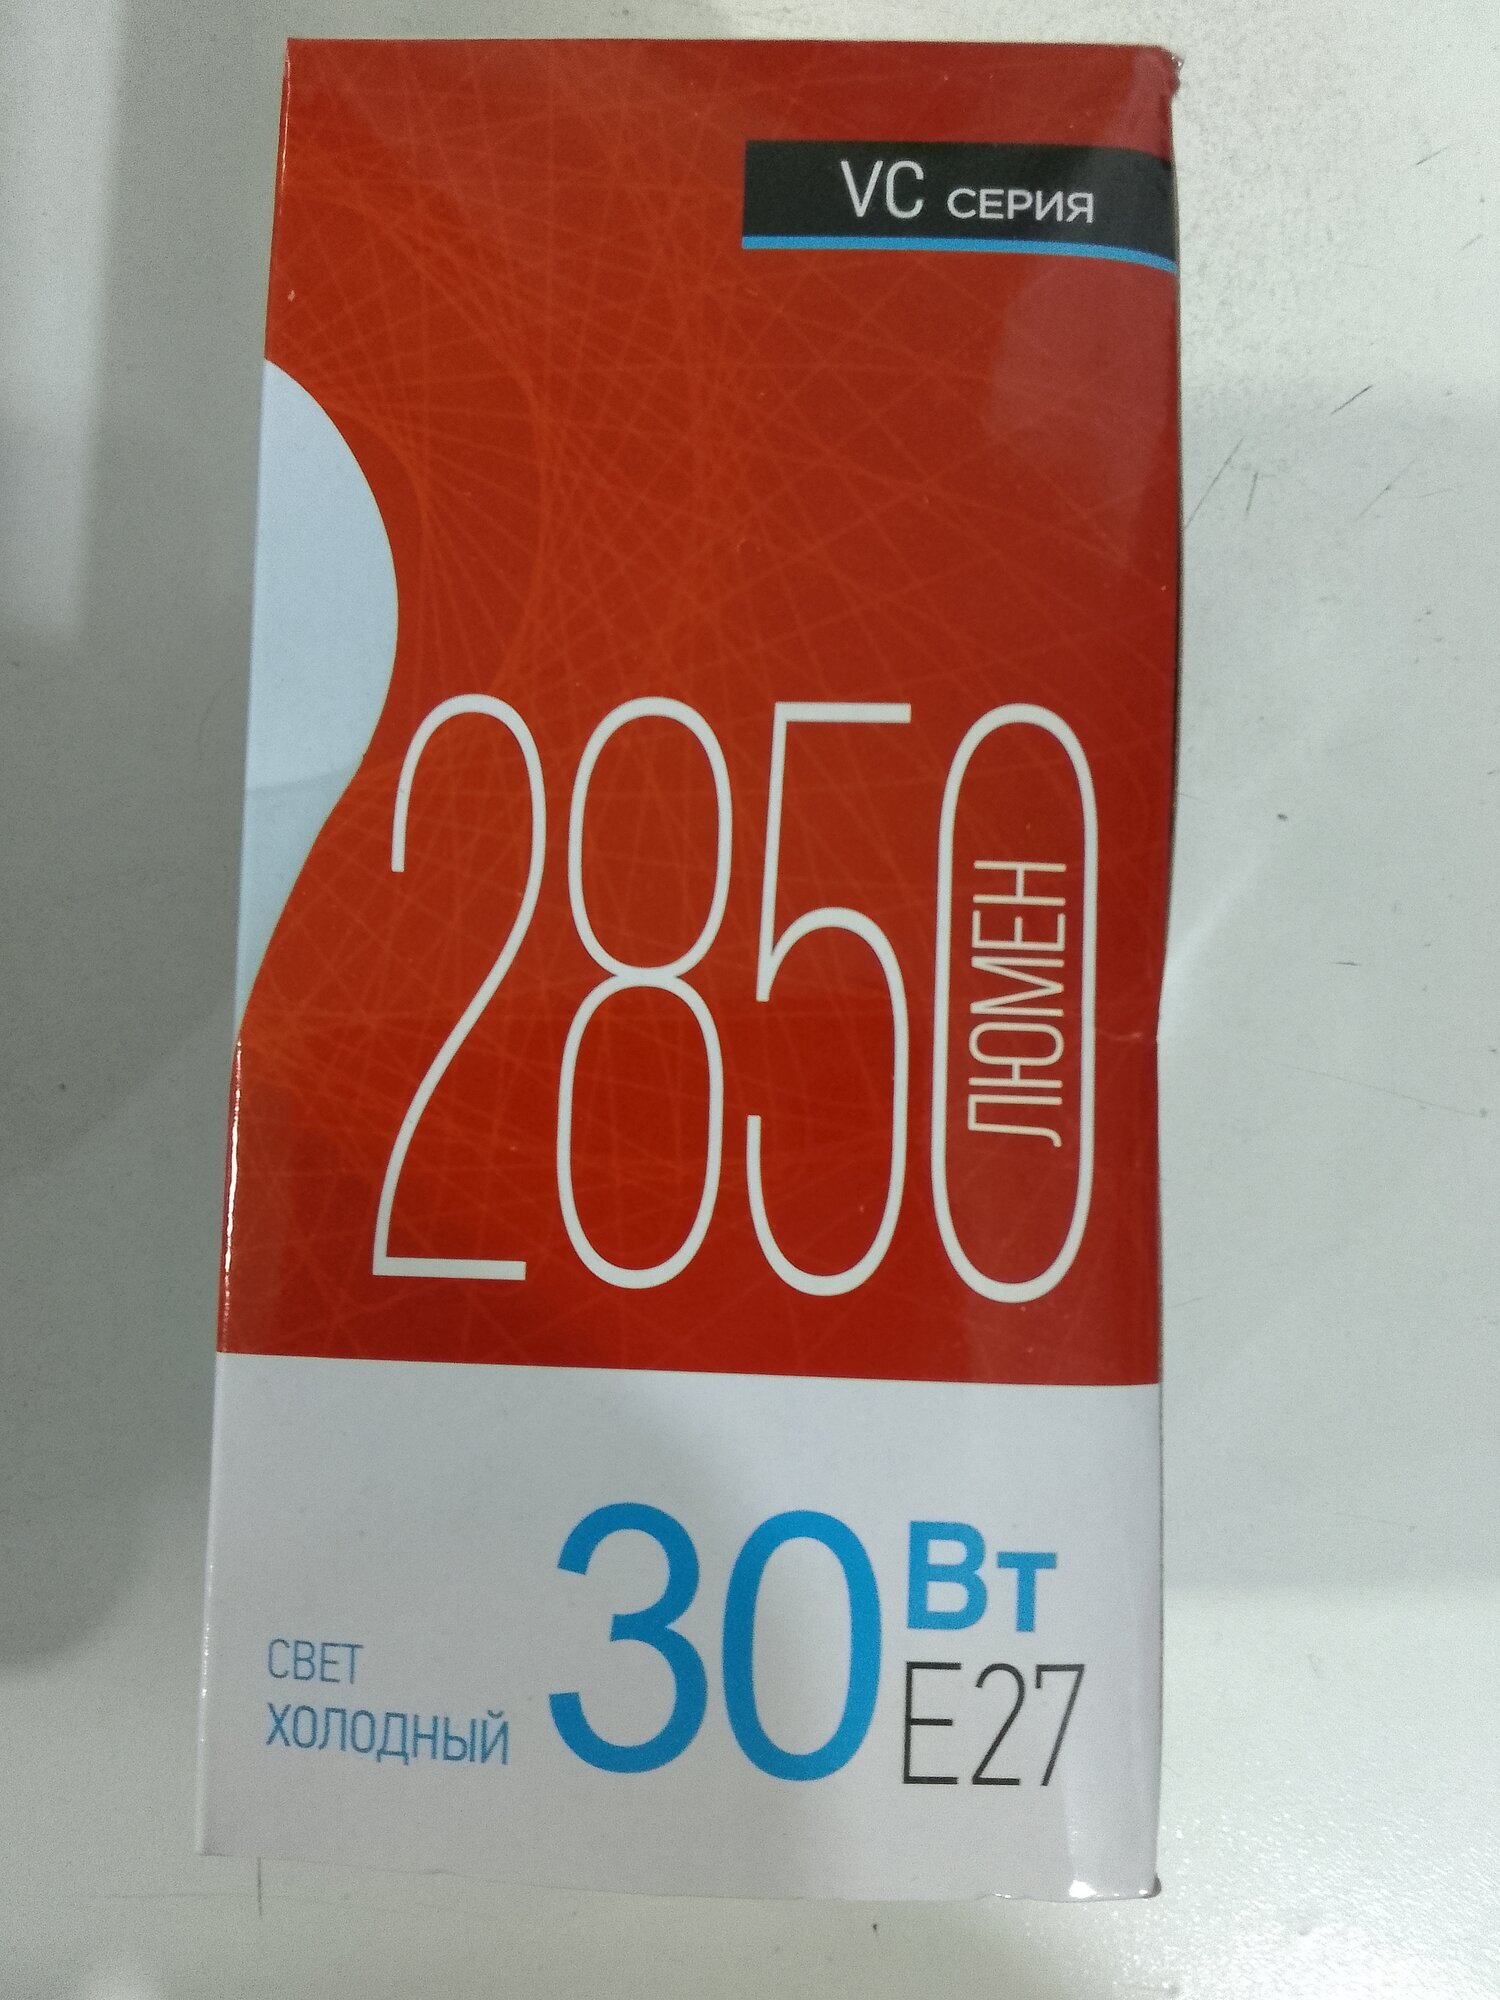 VC СЕРИЯ
2850
ЛЮМЕН
30 Вт
E27
СВЕТ
ХОЛОДНЫЙ